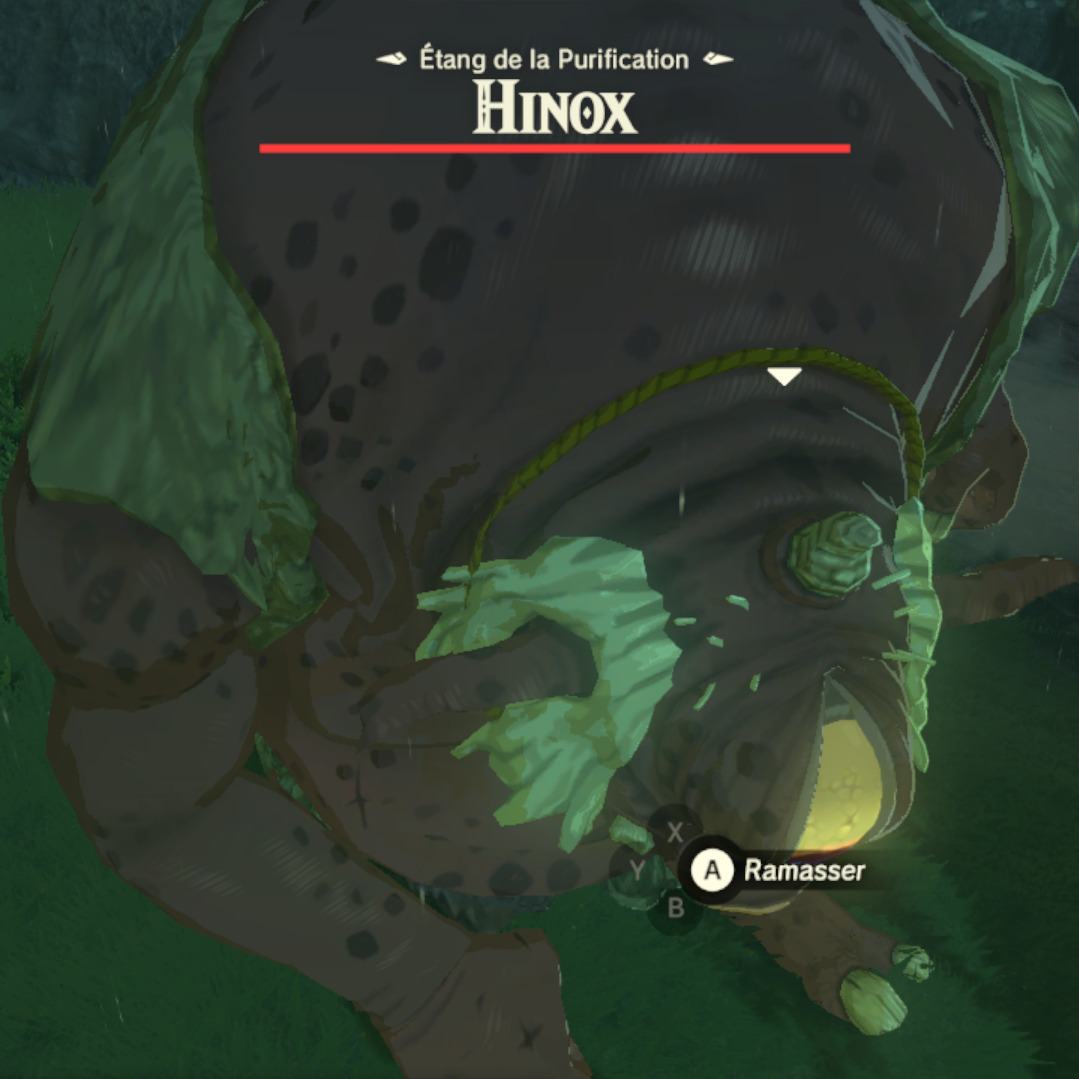 Étang de la Purification
HINOX
X
Y
A Ramasser
B